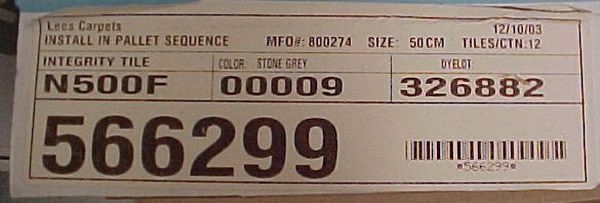 Lees Carpets 12/10/03
INSTALL IN PALLET SEQUENCE MFO#: 800274 SIZE: 50CM TILES/CTN:12
INTEGRITY TILE COLOR: STONE GREY DYELOT:
N500F 00009 326882
566299
*566299*